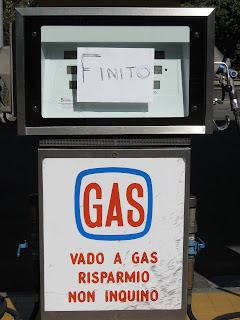 FINITO
GAS
VADO A GAS
RISPARMIO
NON INQUINO